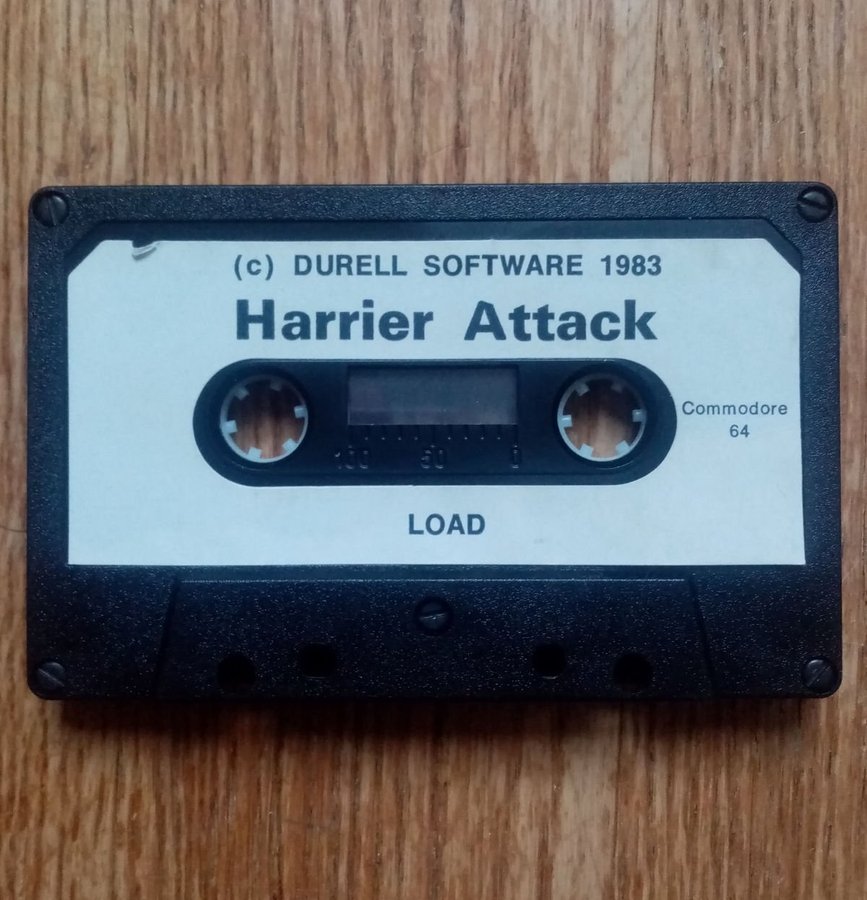 (c) DURELL SOFTWARE 1983
Harrier Attack
Commodore
64
100 50 0
LOAD